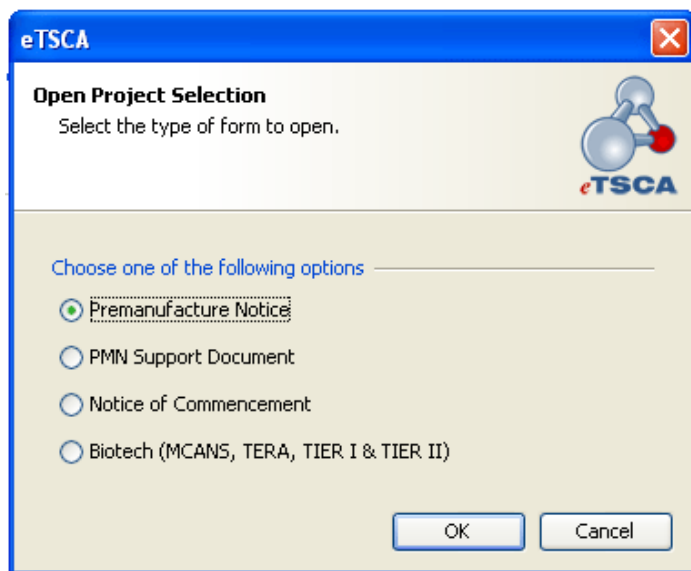 eTSCA
Open Project Selection
Select the type of form to open.
eTSCA
Choose one of the following options
Premanufacture Notice
PMN Support Document
Notice of Commencement
Biotech (MCANS, TERA, TIER I & TIER II)
OK Cancel